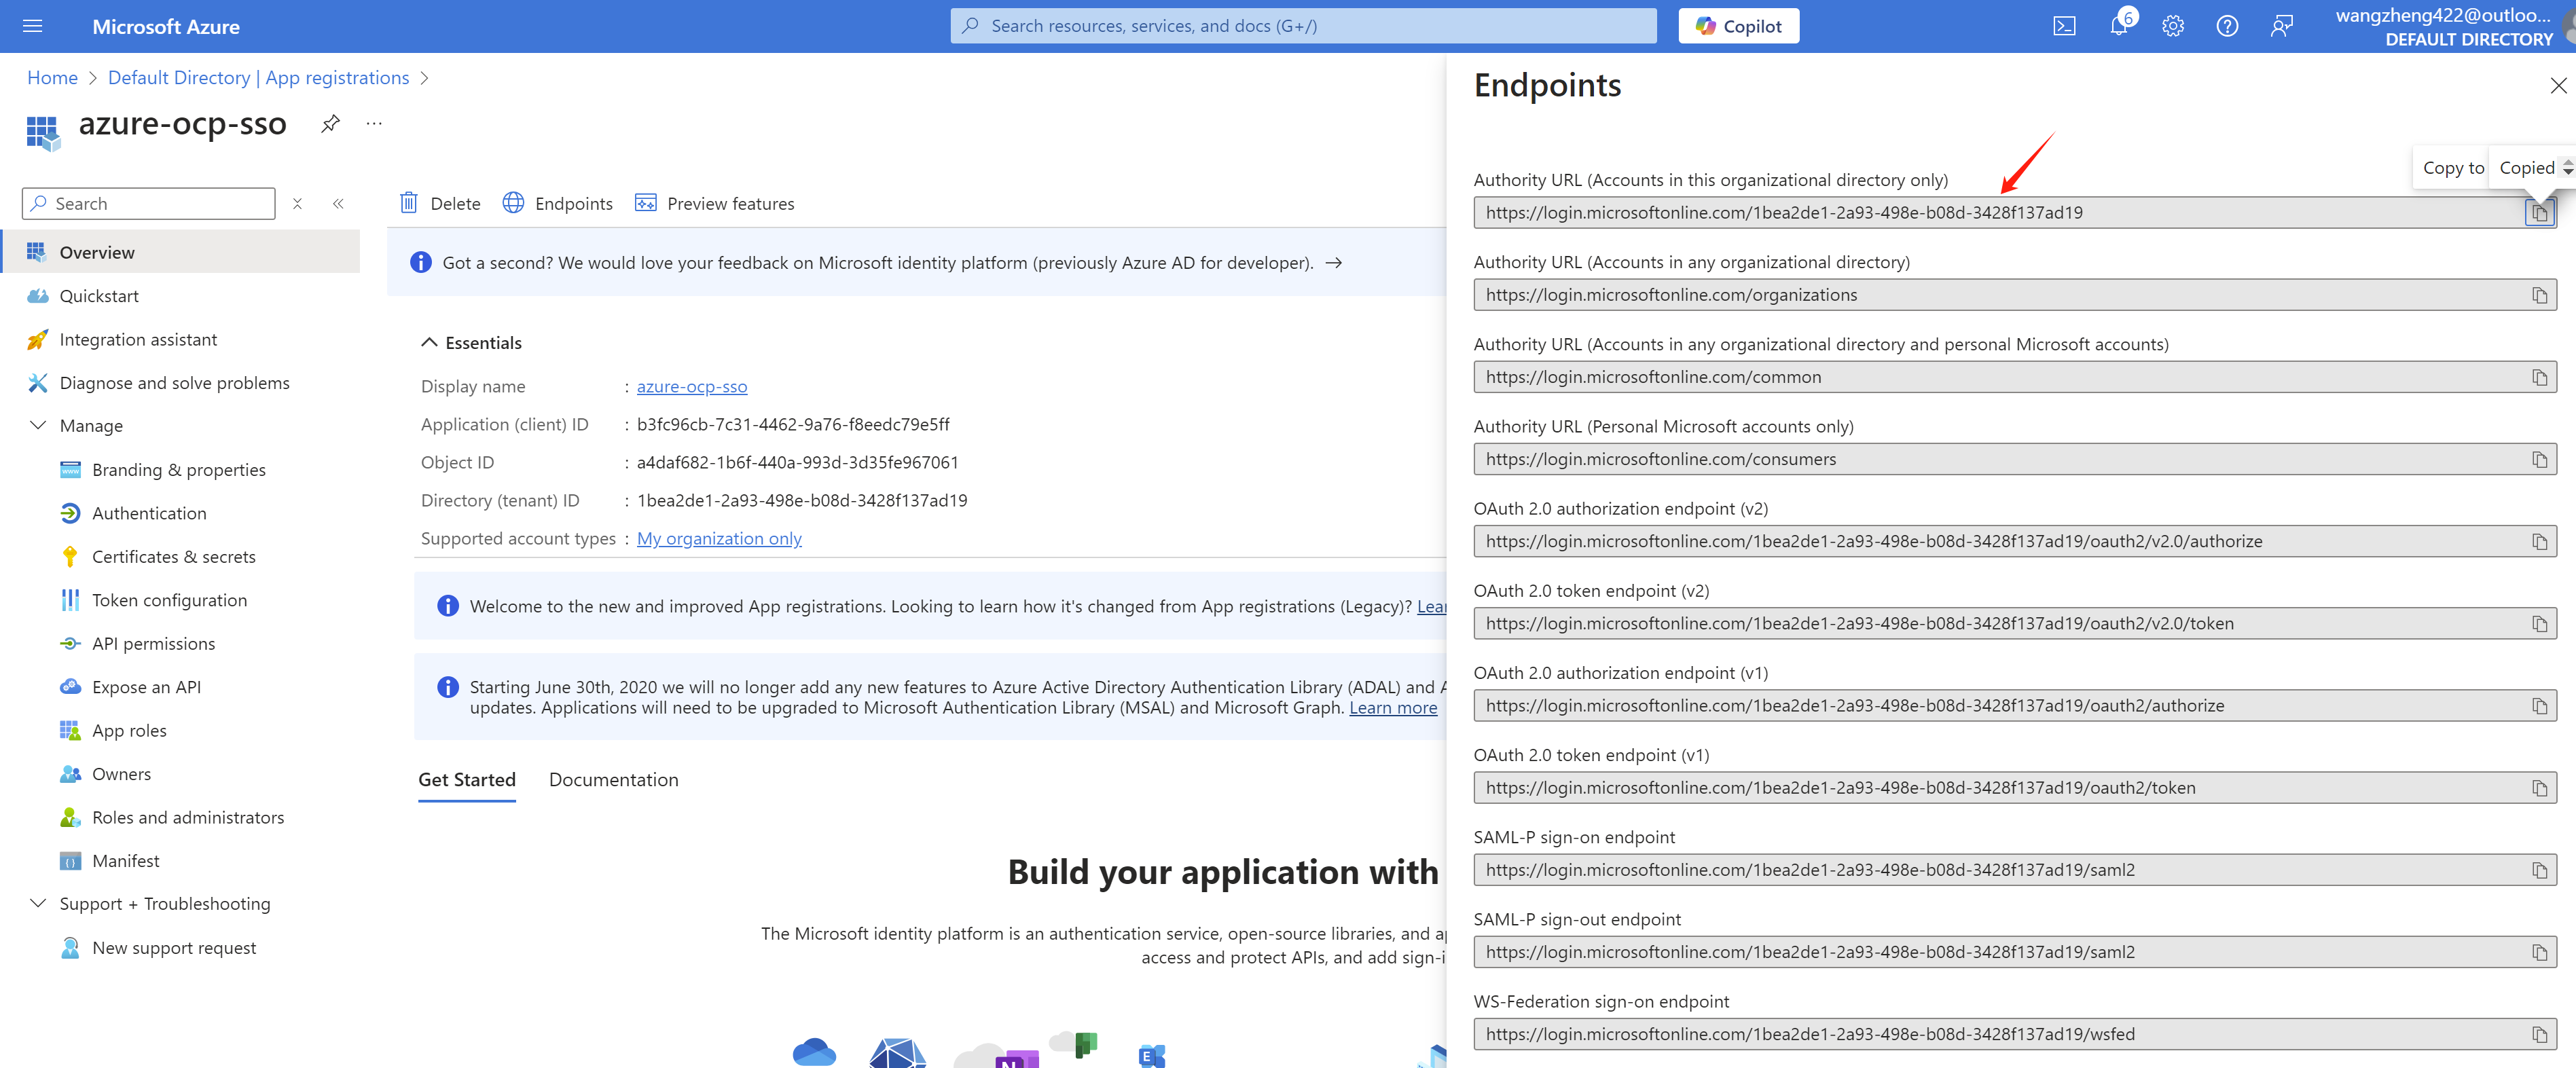 Microsoft Azure
Search resources, services, and docs (G+/)
Copilot
6
wangzheng422@outloo...
DEFAULT DIRECTORY
Home > Default Directory | App registrations >
azure-ocp-sso
Search
Overview
Quickstart
Integration assistant
Diagnose and solve problems
Manage
Branding & properties
Authentication
Certificates & secrets
Token configuration
API permissions
Expose an API
App roles
Owners
Roles and administrators
Manifest
Support + Troubleshooting
New support request
Delete Endpoints Preview features
Got a second? We would love your feedback on Microsoft identity platform (previously Azure AD for developer). →
Essentials
Display name : azure-ocp-sso
Application (client) ID : b3fc96cb-7c31-4462-9a76-f8eedc79e5ff
Object ID : a4daf682-1b6f-440a-993d-3d35fe967061
Directory (tenant) ID : 1bea2de1-2a93-498e-b08d-3428f137ad19
Supported account types : My organization only
Welcome to the new and improved App registrations. Looking to learn how it's changed from App registrations (Legacy)? Lear
Starting June 30th, 2020 we will no longer add any new features to Azure Active Directory Authentication Library (ADAL) and A
updates. Applications will need to be upgraded to Microsoft Authentication Library (MSAL) and Microsoft Graph. Learn more
Get Started Documentation
Build your application with
The Microsoft identity platform is an authentication service, open-source libraries, and ap
access and protect APIs, and add sign-i
N
E
Endpoints
Copy to
Copied
Authority URL (Accounts in this organizational directory only)
https://login.microsoftonline.com/1bea2de1-2a93-498e-b08d-3428f137ad19
Authority URL (Accounts in any organizational directory)
https://login.microsoftonline.com/organizations
Authority URL (Accounts in any organizational directory and personal Microsoft accounts)
https://login.microsoftonline.com/common
Authority URL (Personal Microsoft accounts only)
https://login.microsoftonline.com/consumers
OAuth 2.0 authorization endpoint (v2)
https://login.microsoftonline.com/1bea2de1-2a93-498e-b08d-3428f137ad19/oauth2/v2.0/authorize
OAuth 2.0 token endpoint (v2)
https://login.microsoftonline.com/1bea2de1-2a93-498e-b08d-3428f137ad19/oauth2/v2.0/token
OAuth 2.0 authorization endpoint (v1)
https://login.microsoftonline.com/1bea2de1-2a93-498e-b08d-3428f137ad19/oauth2/authorize
OAuth 2.0 token endpoint (v1)
https://login.microsoftonline.com/1bea2de1-2a93-498e-b08d-3428f137ad19/oauth2/token
SAML-P sign-on endpoint
https://login.microsoftonline.com/1bea2de1-2a93-498e-b08d-3428f137ad19/saml2
SAML-P sign-out endpoint
https://login.microsoftonline.com/1bea2de1-2a93-498e-b08d-3428f137ad19/saml2
WS-Federation sign-on endpoint
https://login.microsoftonline.com/1bea2de1-2a93-498e-b08d-3428f137ad19/wsfed